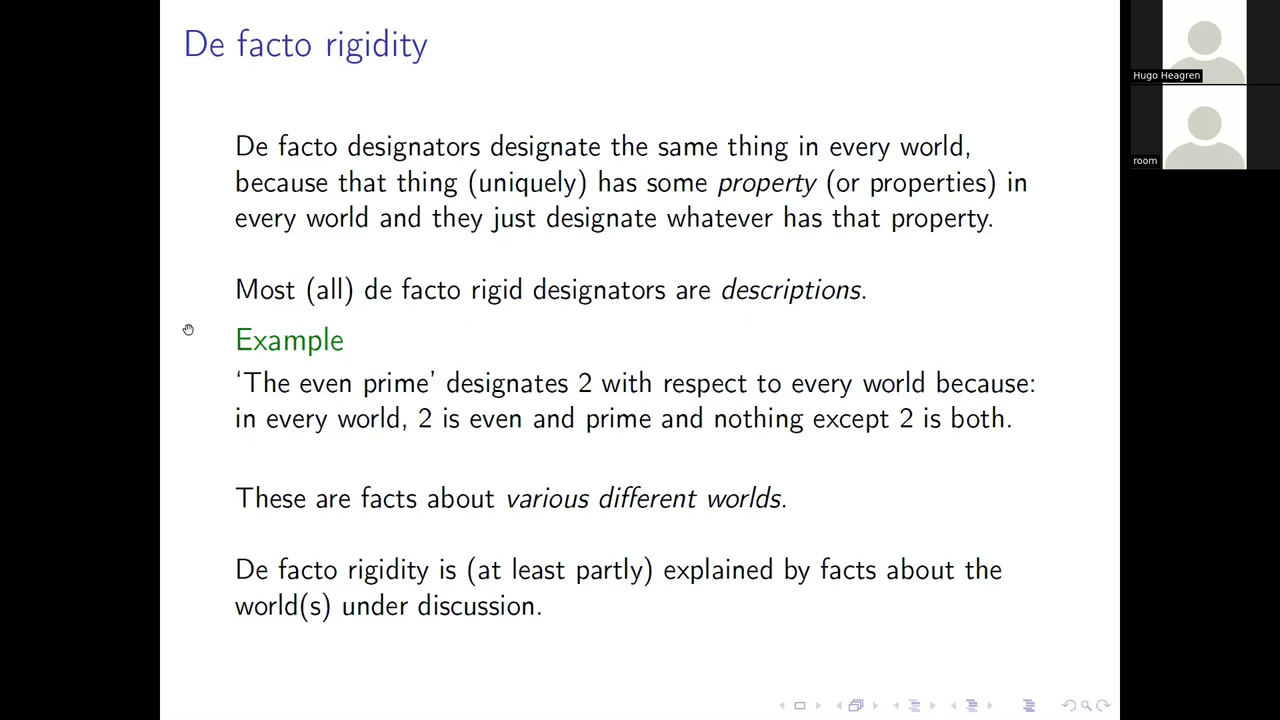 De facto rigidity
De facto designators designate the same thing in every world,
because that thing (uniquely) has some property (or properties) in
every world and they just designate whatever has that property.
Most (all) de facto rigid designators are descriptions.
Example
‘The even prime’ designates 2 with respect to every world because:
in every world, 2 is even and prime and nothing except 2 is both.
These are facts about various different worlds.
De facto rigidity is (at least partly) explained by facts about the
world(s) under discussion.
Hugo Heagren
room